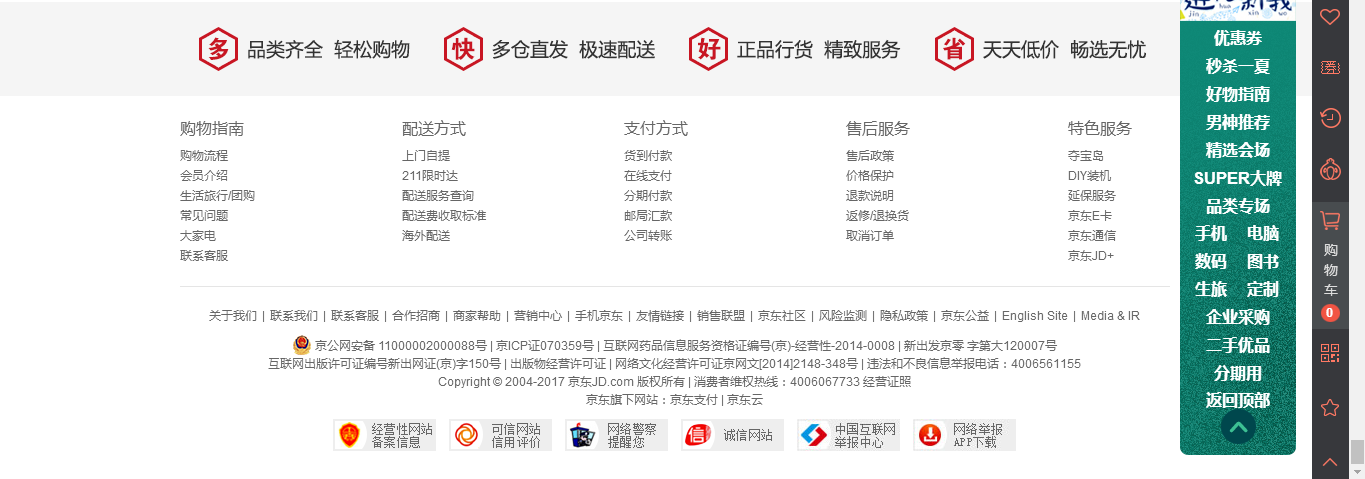 多 品类齐全 轻松购物 快 多仓直发 极速配送 好 正品行货 精致服务 省 天天低价 畅选无忧
购物指南
购物流程
会员介绍
生活旅行/团购
常见问题
大家电
联系客服
配送方式
上门自提
211限时达
配送服务查询
配送费收取标准
海外配送
支付方式
货到付款
在线支付
分期付款
邮局汇款
公司转账
售后服务
售后政策
价格保护
退款说明
返修/退换货
取消订单
特色服务
夺宝岛
DIY装机
延保服务
京东E卡
京东通信
京东JD+
关于我们 | 联系我们 | 联系客服 | 合作招商 | 商家帮助 | 营销中心 | 手机京东 | 友情链接 | 销售联盟 | 京东社区 | 风险监测 | 隐私政策 | 京东公益 | English Site | Media & IR
京公网安备 11000002000088号 | 京ICP证070359号 | 互联网药品信息服务资格证编号(京)-经营性-2014-0008 | 新出发京零 字第大120007号
互联网出版许可证编号新出网证(京)字150号 | 出版物经营许可证 | 网络文化经营许可证京网文[2014]2148-348号 | 违法和不良信息举报电话：4006561155
Copyright © 2004-2017 京东JD.com 版权所有 | 消费者维权热线：4006067733 经营证照
京东旗下网站：京东支付 | 京东云
经营性网站
备案信息
可信网站
信用评价
网络警察
提醒您
诚信网站
中国互联网
举报中心
网络举报
APP下载
优惠券
秒杀一夏
好物指南
男神推荐
精选会场
SUPER大牌
品类专场
手机 电脑
数码 图书
生旅 定制
企业采购
二手优品
分期用
返回顶部
购
物
车
0